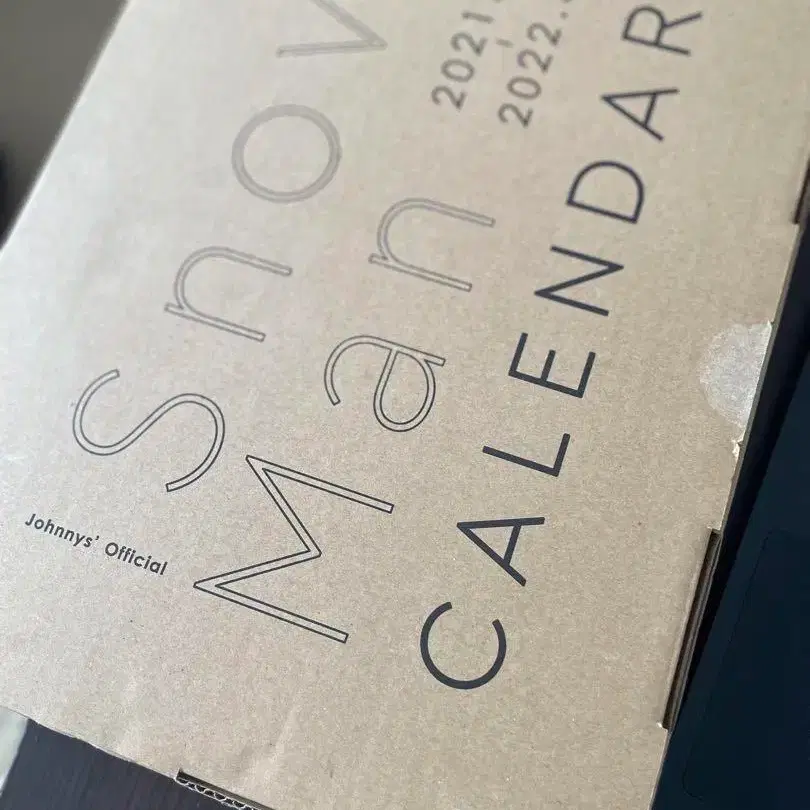 Johnnys' Official
Snow
Man
2021.
2022.
CALENDAR